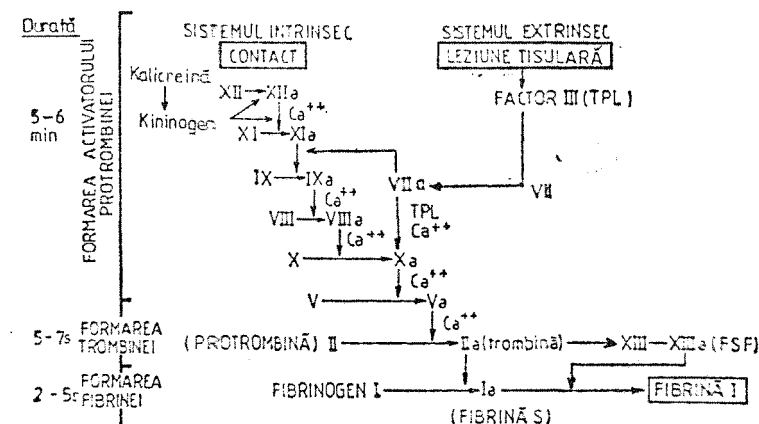 Durată
SISTEMUL INTRINSEC
SISTEMUL EXTRINSEC
CONTACT
LEZIUNE TISULARĂ
Kalicreină
XII XIIa
FACTOR III (TPL)
5-6
min
Kininogen
Ca++
XI XIa
FORMAREA ACTIVATORULUI
PROTROMBINEI
IX IXa
VIIa
VII
Ca++
VIII VIIIa
TPL
Ca++
Ca++
X Xa
Ca++
V Va
Ca++
5-7s
FORMAREA
TROMBINEI
(PROTROMBINĂ) II
IIa(trombină)
XIII XIIIa (FSF)
2-5s
FORMAREA
FIBRINEI
FIBRINOGEN I
Ia
FIBRINĂ I
(FIBRINĂ S)